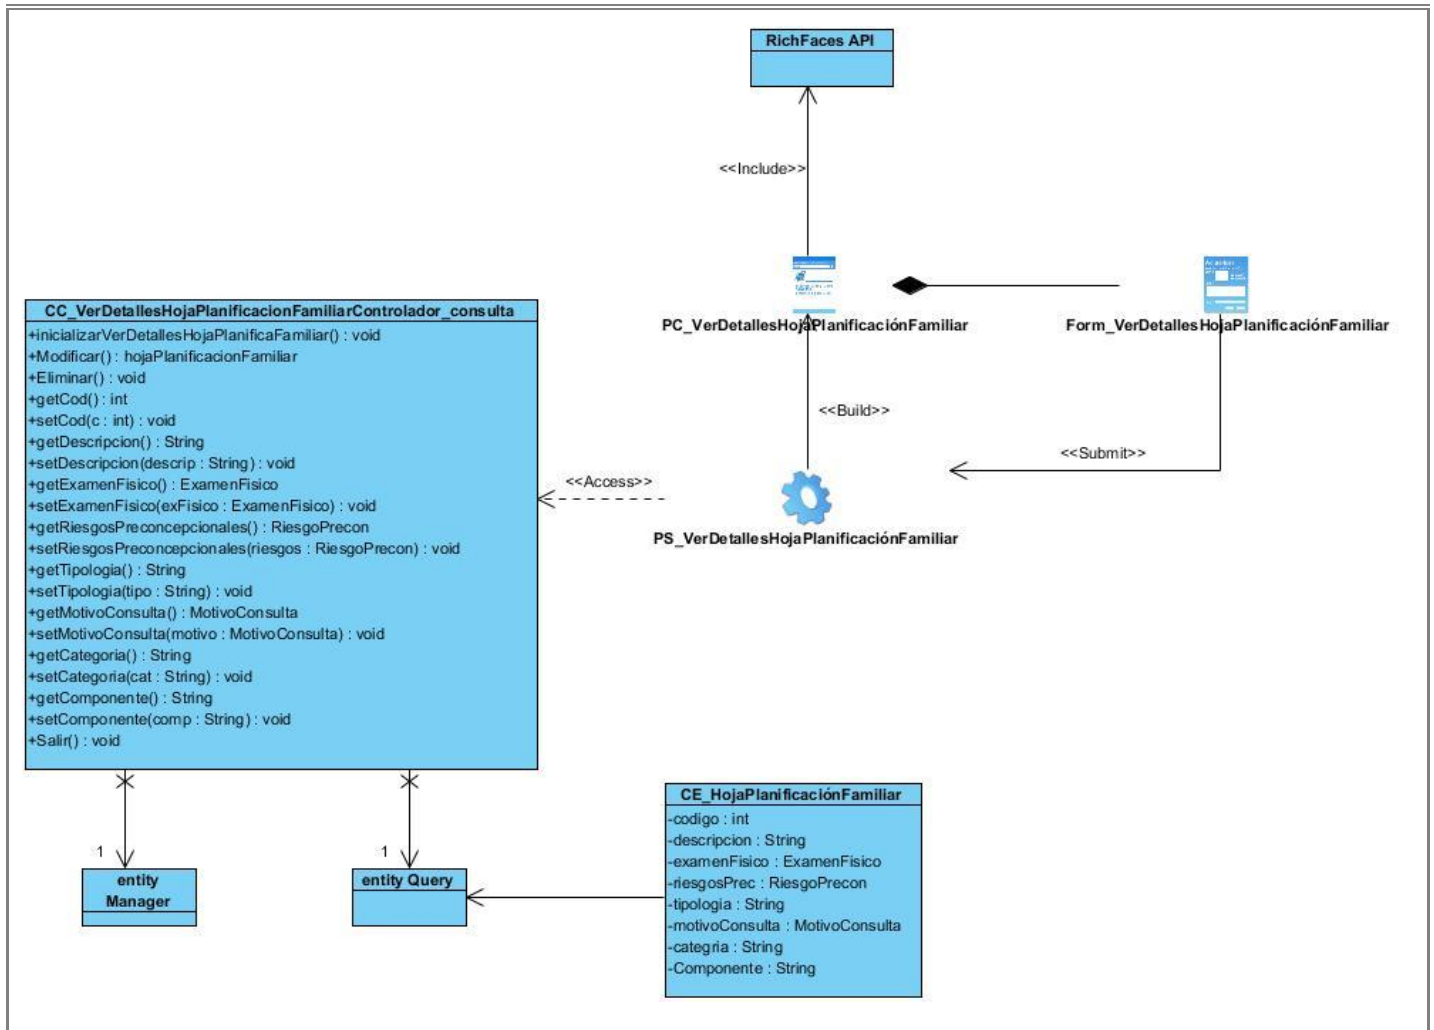 RichFaces API
<<Include>>
PC_VerDetallesHojaPlanificaciónFamiliar
Form_VerDetallesHojaPlanificaciónFamiliar
CC_VerDetallesHojaPlanificacionFamiliarControlador_consulta
+inicializarVerDetallesHojaPlanificaFamiliar() : void
+Modificar() : hojaPlanificacionFamiliar
+Eliminar() : void
+getCod() : int
+setCod(c : int) : void
+getDescripcion() : String
+setDescripcion(descrip : String) : void
+getExamenFisico() : ExamenFisico
+setExamenFisico(exFisico : ExamenFisico) : void
+getRiesgosPreconcepcionales() : RiesgoPrecon
+setRiesgosPreconcepcionales(riesgos : RiesgoPrecon) : void
+getTipologia() : String
+setTipologia(tipo : String) : void
+getMotivoConsulta() : MotivoConsulta
+setMotivoConsulta(motivo : MotivoConsulta) : void
+getCategoria() : String
+setCategoria(cat : String) : void
+getComponente() : String
+setComponente(comp : String) : void
+Salir() : void
<<Build>>
<<Submit>>
<<Access>>
PS_VerDetallesHojaPlanificaciónFamiliar
1
1
entity
Manager
entity Query
CE_HojaPlanificaciónFamiliar
-codigo : int
-descripcion : String
-examenFisico : ExamenFisico
-riesgosPrec : RiesgoPrecon
-tipologia : String
-motivoConsulta : MotivoConsulta
-categria : String
-Componente : String